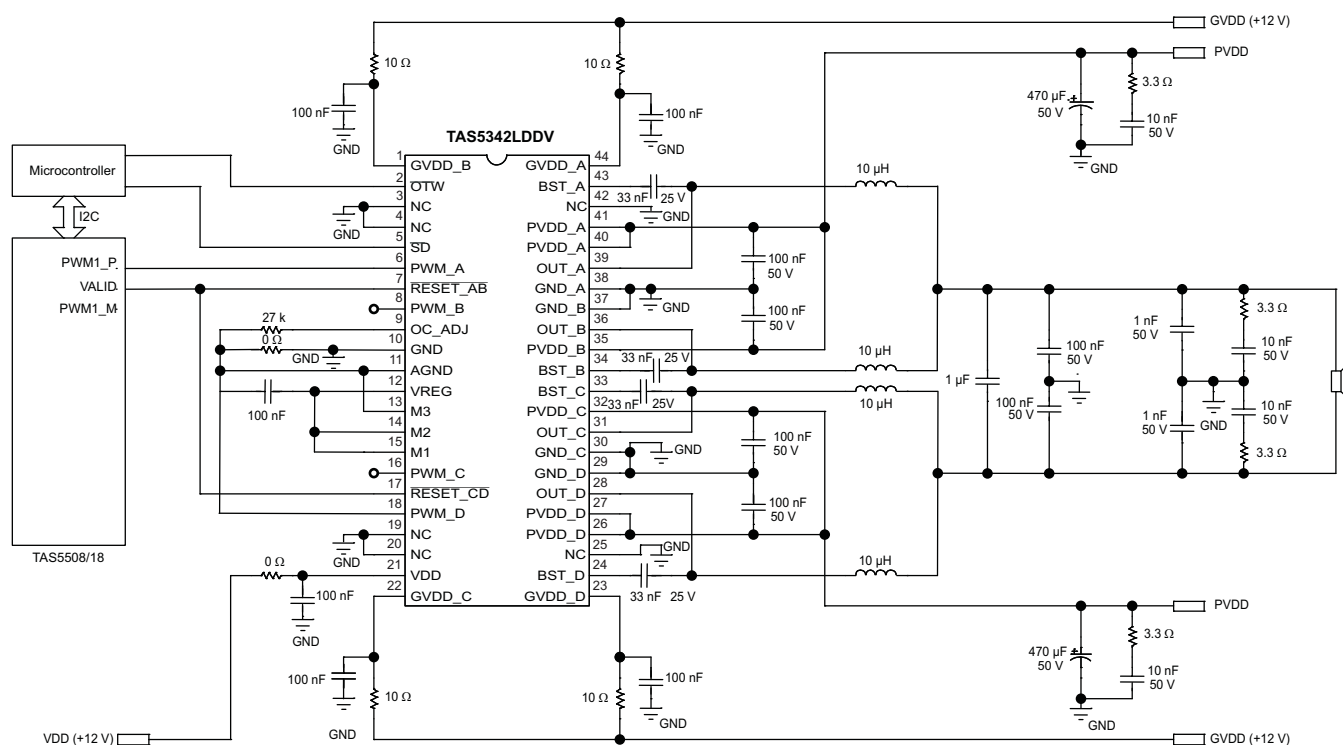 GVDD (+12 V)
PVDD
10 Ω
10 Ω
3.3 Ω
470 µF
50 V
10 nF
50 V
100 nF
100 nF
GND
GND
GND
TAS5342LDDV
Microcontroller
I2C
PWM1_P
VALID
PWM1_M
TAS5508/18
1 GVDD_B
2 OTW
3 NC
4 NC
5 SD
6 PWM_A
7 RESET_AB
8 PWM_B
9 OC_ADJ
10 GND
11 AGND
12 VREG
13 M3
14 M2
15 M1
16 PWM_C
17 RESET_CD
18 PWM_D
19 NC
20 NC
21 VDD
22 GVDD_C
GVDD_A 44
BST_A 43
NC 42
PVDD_A 41
PVDD_A 40
OUT_A 39
GND_A 38
GND_B 37
OUT_B 36
PVDD_B 35
BST_B 34
BST_C 33
PVDD_C 32
OUT_C 31
GND_C 30
GND_D 29
OUT_D 28
PVDD_D 27
PVDD_D 26
NC 25
BST_D 24
GVDD_D 23
GND
27 k
0 Ω
GND
100 nF
GND
0 Ω
100 nF
GND
33 nF 25 V
GND
10 µH
100 nF
50 V
GND
100 nF
50 V
33 nF 25 V
10 µH
33 nF 25V
10 µH
100 nF
50 V
GND
100 nF
50 V
GND
33 nF 25 V
10 µH
1 µF
100 nF
50 V
100 nF
50 V
1 nF
50 V
1 nF
50 V
GND
3.3 Ω
10 nF
50 V
10 nF
50 V
3.3 Ω
PVDD
3.3 Ω
470 µF
50 V
10 nF
50 V
GND
100 nF
10 Ω
GND
10 Ω
100 nF
GND
VDD (+12 V)
GVDD (+12 V)